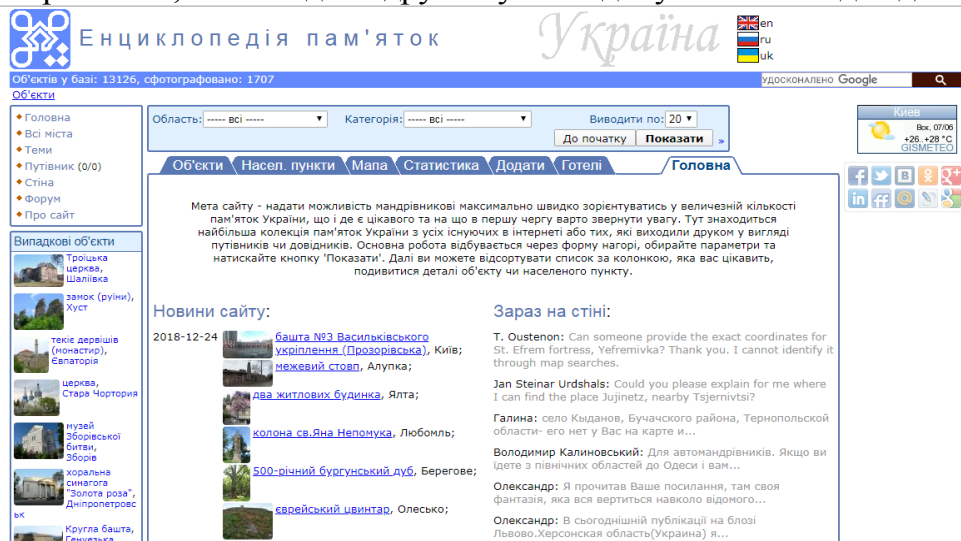 Енциклопедія пам'яток
Україна
en
ru
uk
Об'єктів у базі: 13126, сфотографовано: 1707
УДОСКОНАЛЕНО Google
Об'єкти
Головна
Всі міста
Теми
Путівник (0/0)
Стіна
Форум
Про сайт
Випадкові об'єкти
Троїцька
церква,
Шаліївка
замок (руїни),
Хуст
текіє дервішів
(монастир),
Євпаторія
церква,
Стара Чортория
музей
Зборівської
битви,
Зборів
хоральна
синагога
"Золота роза",
Дніпропетровс
ьк
Кругла башта,
Генуезька
Область: ----- всі -----
Категорія: ----- всі -----
Виводити по: 20
До початку
Показати
»
Об'єкти
Насел. пункти
Мапа
Статистика
Додати
Готелі
Головна
Мета сайту - надати можливість мандрівникові максимально швидко зорієнтуватись у величезній кількості
пам'яток України, що і де є цікавого та на що в першу чергу варто звернути увагу. Тут знаходиться
найбільша колекція пам'яток України з усіх існуючих в інтернеті або тих, які виходили друком у вигляді
путівників чи довідників. Основна робота відбувається через форму нагорі, обирайте параметри та
натискайте кнопку 'Показати'. Далі ви можете відсортувати список за колонкою, яка вас цікавить,
подивитися деталі об'єкту чи населеного пункту.
Новини сайту:
2018-12-24
башта №3 Васильківського
укріплення (Прозорівська), Київ;
межевий стовп, Алупка;
два житлових будинка, Ялта;
колона св.Яна Непомука, Любомль;
500-річний бургунський дуб, Берегове;
єврейський цвинтар, Олесько;
Зараз на стіні:
T. Oustenon: Can someone provide the exact coordinates for
St. Efrem fortress, Yefremivka? Thank you. I cannot identify it
through map searches.
Jan Steinar Urdshals: Could you please explain for me where
I can find the place Jujinetz, nearby Tsjernivtsi?
Галина: село Кыданов, Бучачского района, Тернопольской
области- его нет у Вас на карте и...
Володимир Калиновський: Для автомандрівників. Якщо ви
їдете з північних областей до Одеси і вам...
Олександр: Я прочитав Ваше посилання, там своя
фантазія, яка вся вертиться навколо відомого...
Олександр: В сьогоднішній публикації на блозі
Львово.Херсонская область(Украина) я...
Киев
Вск, 07/06
+26..+28 °C
GISMETEO